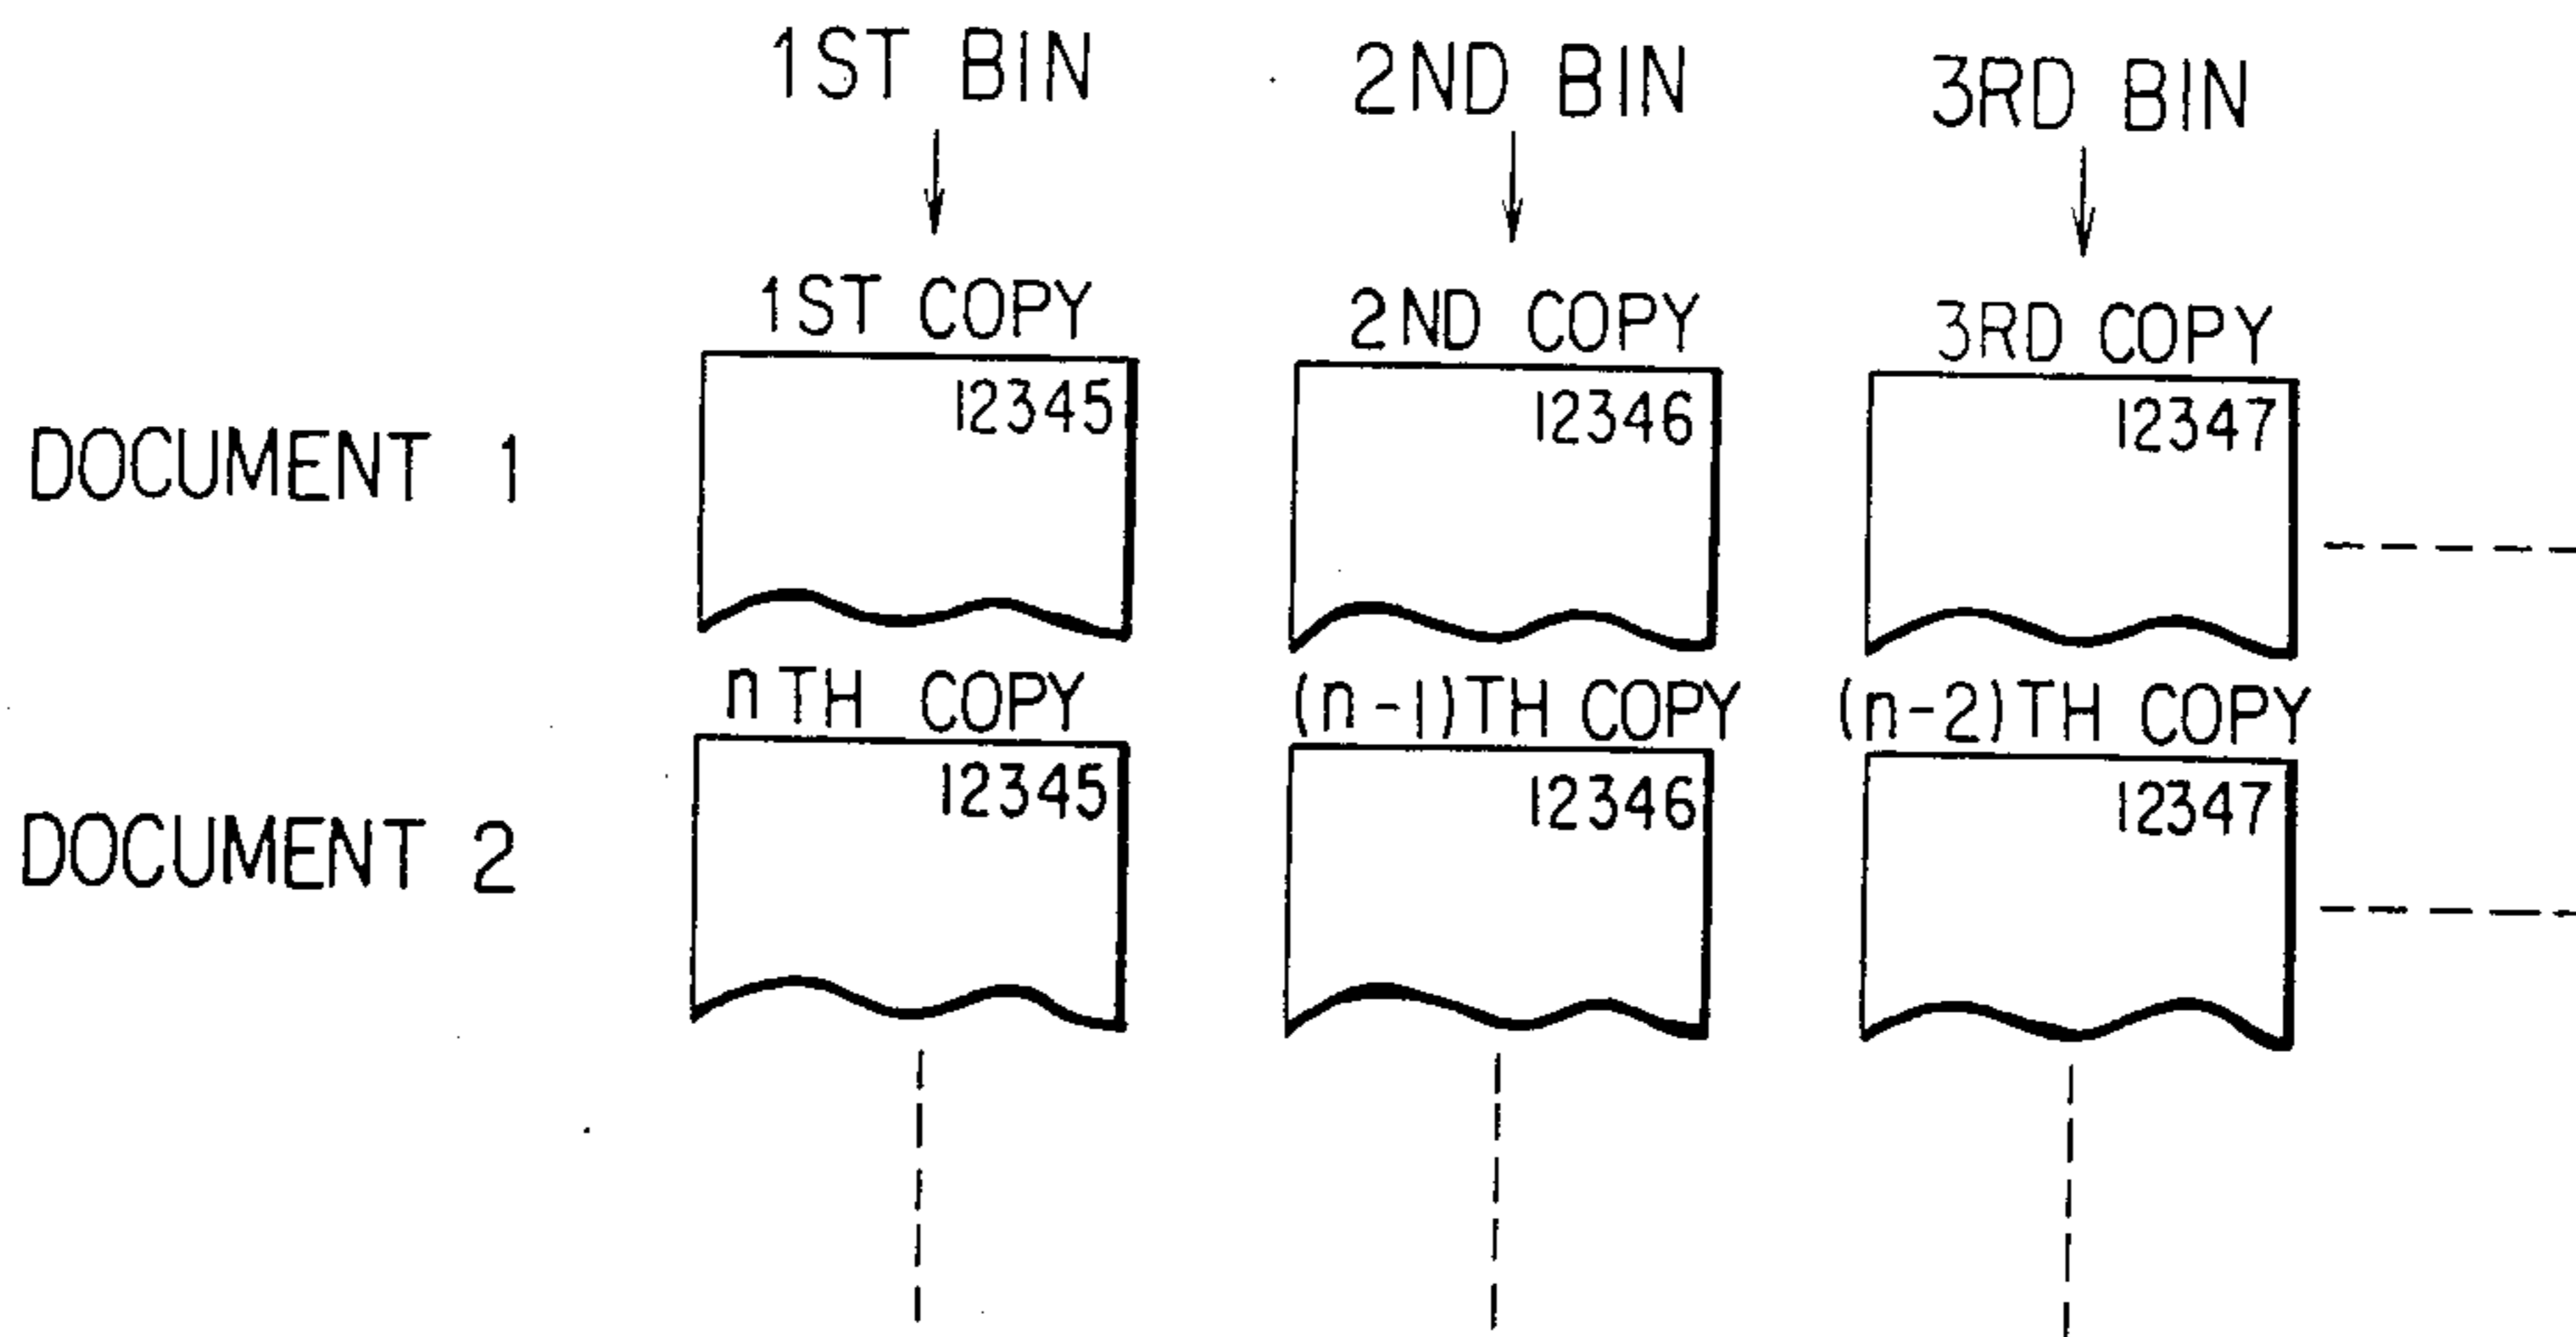 1ST BIN 2ND BIN 3RD BIN
1ST COPY 2ND COPY 3RD COPY
12345 12346 12347
DOCUMENT 1
nTH COPY (n-1)TH COPY (n-2)TH COPY
12345 12346 12347
DOCUMENT 2